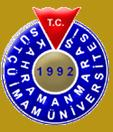 T.C.
KAHRAMANMARAŞ
SÜTÇÜ İMAM ÜNİVERSİTESİ
1992